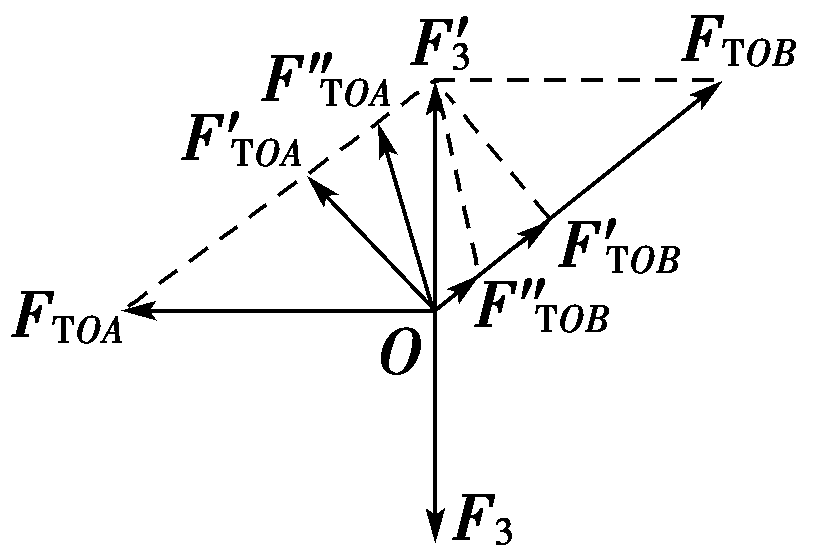 F′₃
F_TOB
F″_TOA
F′_TOA
F′_TOB
F″_TOB
F_TOA
O
F₃